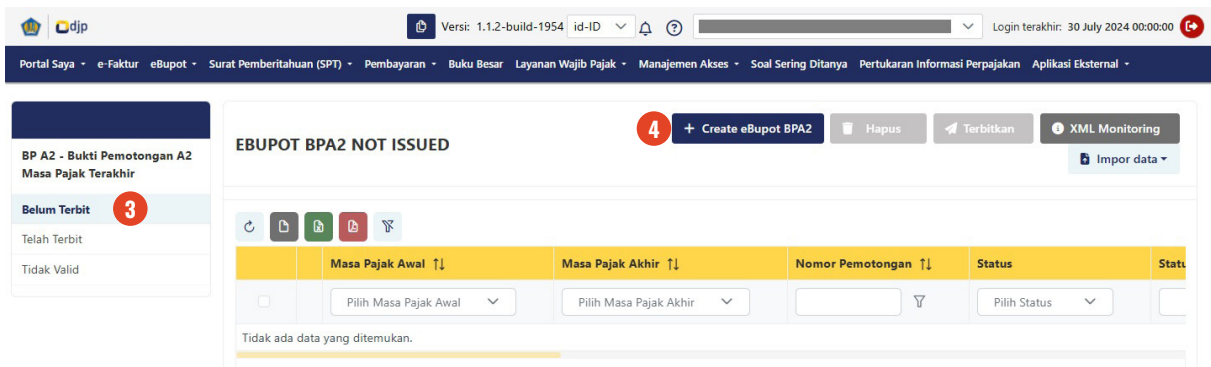 djp Versi: 1.1.2-build-1954 id-ID Login terakhir: 30 July 2024 00:00:00
Portal Saya e-Faktur eBupot Surat Pemberitahuan (SPT) Pembayaran Buku Besar Layanan Wajib Pajak Manajemen Akses Soal Sering Ditanya Pertukaran Informasi Perpajakan Aplikasi Eksternal
BP A2 - Bukti Pemotongan A2
Masa Pajak Terakhir
Belum Terbit 3
Telah Terbit
Tidak Valid
EBUPOT BPA2 NOT ISSUED
4 + Create eBupot BPA2 Hapus Terbitkan XML Monitoring
Impor data
Masa Pajak Awal Masa Pajak Akhir Nomor Pemotongan Status Statu
Pilih Masa Pajak Awal Pilih Masa Pajak Akhir Pilih Status
Tidak ada data yang ditemukan.